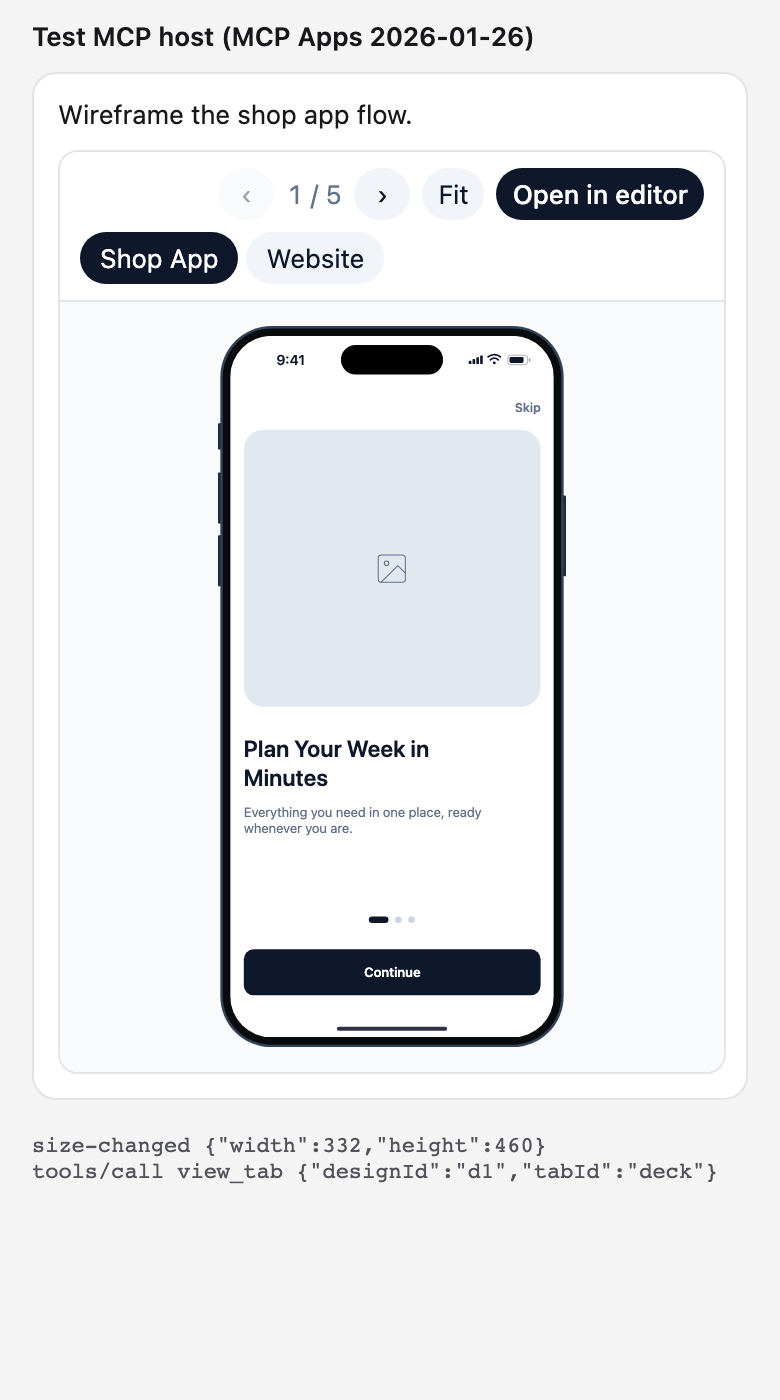 Test MCP host (MCP Apps 2026-01-26)
Wireframe the shop app flow.
‹ 1 / 5 › Fit Open in editor
Shop App Website
9:41
Skip
Plan Your Week in
Minutes
Everything you need in one place, ready
whenever you are.
Continue
size-changed {"width":332,"height":460}
tools/call view_tab {"designId":"d1","tabId":"deck"}